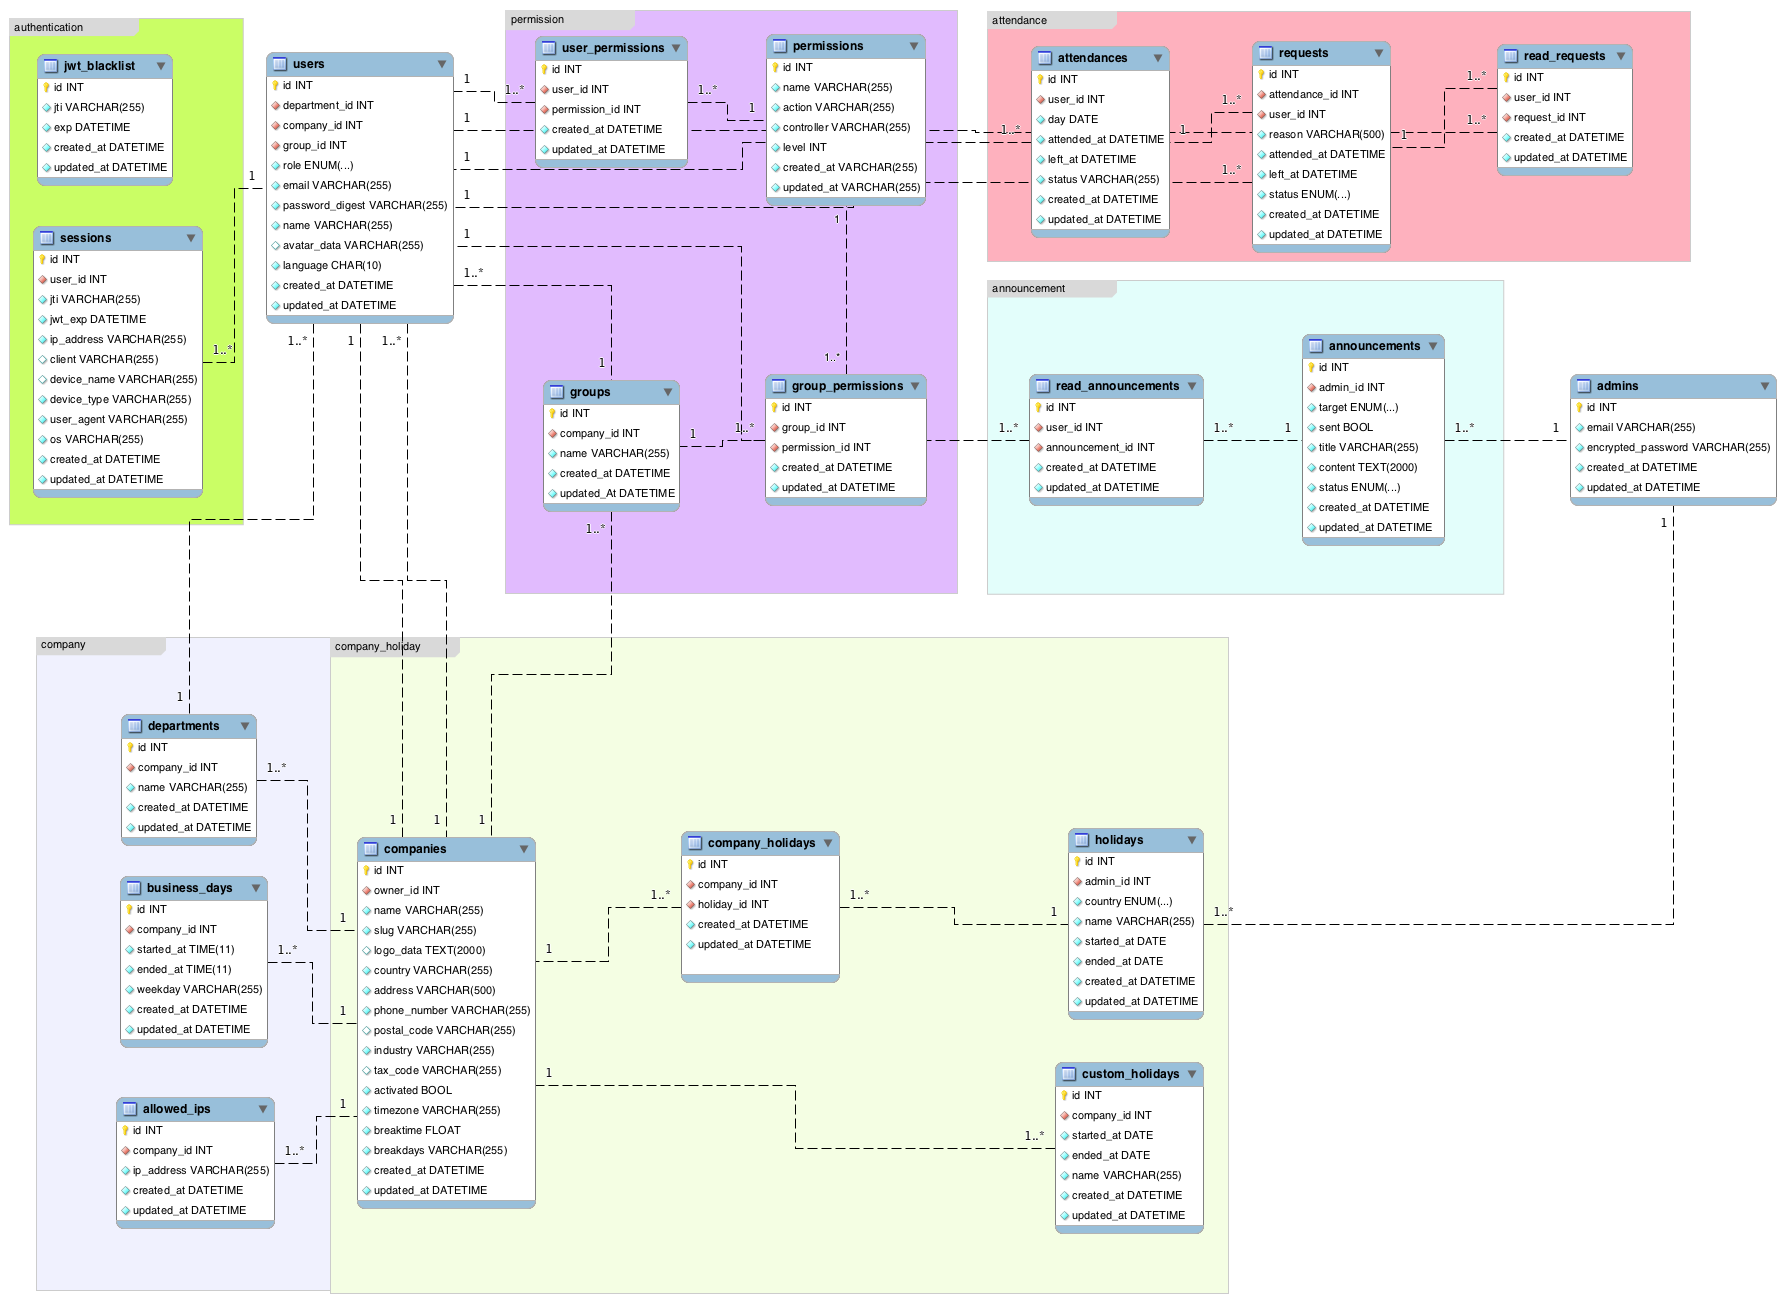 authentication
jwt_blacklist
id INT
jti VARCHAR(255)
exp DATETIME
created_at DATETIME
updated_at DATETIME
sessions
id INT
user_id INT
jti VARCHAR(255)
jwt_exp DATETIME
ip_address VARCHAR(255)
client VARCHAR(255)
device_name VARCHAR(255)
device_type VARCHAR(255)
user_agent VARCHAR(255)
os VARCHAR(255)
created_at DATETIME
updated_at DATETIME
1
1..*
users
id INT
department_id INT
company_id INT
group_id INT
role ENUM(...)
email VARCHAR(255)
password_digest VARCHAR(255)
name VARCHAR(255)
avatar_data VARCHAR(255)
language CHAR(10)
created_at DATETIME
updated_at DATETIME
1
1
1
1
1
1..*
1..*
1
1..*
permission
user_permissions
id INT
user_id INT
permission_id INT
created_at DATETIME
updated_at DATETIME
1..*
1..*
1
permissions
id INT
name VARCHAR(255)
action VARCHAR(255)
controller VARCHAR(255)
level INT
created_at VARCHAR(255)
updated_at VARCHAR(255)
1
1..*
1
groups
id INT
company_id INT
name VARCHAR(255)
created_at DATETIME
updated_At DATETIME
1
1..*
1..*
group_permissions
id INT
group_id INT
permission_id INT
created_at DATETIME
updated_at DATETIME
attendance
attendances
id INT
user_id INT
day DATE
attended_at DATETIME
left_at DATETIME
status VARCHAR(255)
created_at DATETIME
updated_at DATETIME
1..*
1
1..*
1..*
requests
id INT
attendance_id INT
user_id INT
reason VARCHAR(500)
attended_at DATETIME
left_at DATETIME
status ENUM(...)
created_at DATETIME
updated_at DATETIME
1
1..*
1..*
read_requests
id INT
user_id INT
request_id INT
created_at DATETIME
updated_at DATETIME
announcement
1..*
read_announcements
id INT
user_id INT
announcement_id INT
created_at DATETIME
updated_at DATETIME
1..*
1
announcements
id INT
admin_id INT
target ENUM(...)
sent BOOL
title VARCHAR(255)
content TEXT(2000)
status ENUM(...)
created_at DATETIME
updated_at DATETIME
1..*
1
admins
id INT
email VARCHAR(255)
encrypted_password VARCHAR(255)
created_at DATETIME
updated_at DATETIME
1
company
1
departments
id INT
company_id INT
name VARCHAR(255)
created_at DATETIME
updated_at DATETIME
1..*
1
business_days
id INT
company_id INT
started_at TIME(11)
ended_at TIME(11)
weekday VARCHAR(255)
created_at DATETIME
updated_at DATETIME
1..*
1
allowed_ips
id INT
company_id INT
ip_address VARCHAR(255)
created_at DATETIME
updated_at DATETIME
1..*
1
company_holiday
1
1
1
companies
id INT
owner_id INT
name VARCHAR(255)
slug VARCHAR(255)
logo_data TEXT(2000)
country VARCHAR(255)
address VARCHAR(500)
phone_number VARCHAR(255)
postal_code VARCHAR(255)
industry VARCHAR(255)
tax_code VARCHAR(255)
activated BOOL
timezone VARCHAR(255)
breaktime FLOAT
breakdays VARCHAR(255)
created_at DATETIME
updated_at DATETIME
1
1..*
company_holidays
id INT
company_id INT
holiday_id INT
created_at DATETIME
updated_at DATETIME
1..*
1
holidays
id INT
admin_id INT
country ENUM(...)
name VARCHAR(255)
started_at DATE
ended_at DATE
created_at DATETIME
updated_at DATETIME
1..*
1
1..*
custom_holidays
id INT
company_id INT
started_at DATE
ended_at DATE
name VARCHAR(255)
created_at DATETIME
updated_at DATETIME